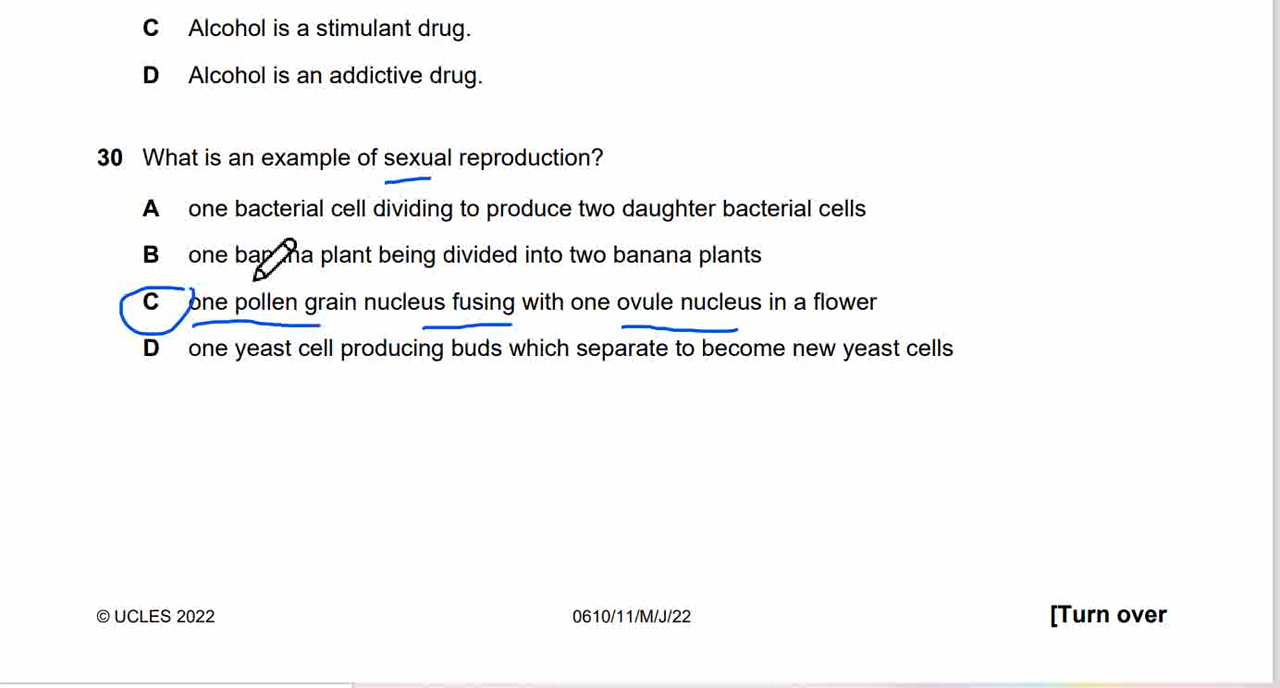 C Alcohol is a stimulant drug.
D Alcohol is an addictive drug.
30 What is an example of sexual reproduction?
A one bacterial cell dividing to produce two daughter bacterial cells
B one banana plant being divided into two banana plants
C one pollen grain nucleus fusing with one ovule nucleus in a flower
D one yeast cell producing buds which separate to become new yeast cells
© UCLES 2022 0610/11/M/J/22 [Turn over